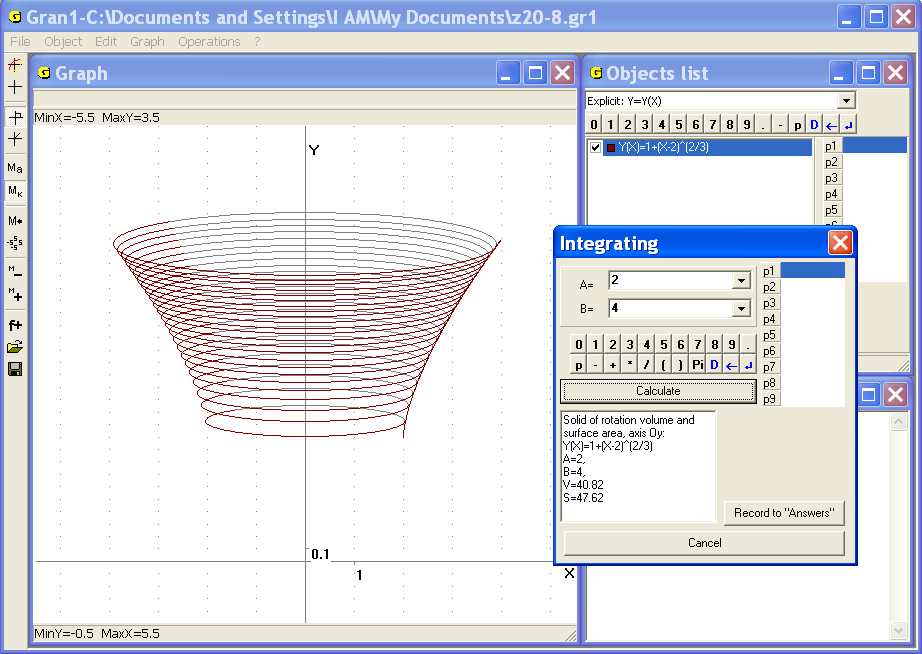 Gran1-C:\Documents and Settings\I AM\My Documents\z20-8.gr1
File Object Edit Graph Operations ?
Graph
MinX=-5.5 MaxY=3.5
Y
0.1
1
X
MinY=-0.5 MaxX=5.5
Ma
Mк
M*
-5
M
M+
f+
Objects list
Explicit: Y=Y(X)
0 1 2 3 4 5 6 7 8 9 . - p D ← ↵
Y(X)=1+(X-2)^(2/3)
p1
p2
p3
p4
p5
Integrating
A= 2
B= 4
0 1 2 3 4 5 6 7 8 9 .
p - + * / ( ) Pi D ← ↵
Calculate
Solid of rotation volume and
surface area, axis Oy:
Y(X)=1+(X-2)^(2/3)
A=2,
B=4,
V=40.82
S=47.62
p1
p2
p3
p4
p5
p6
p7
p8
p9
Record to "Answers"
Cancel